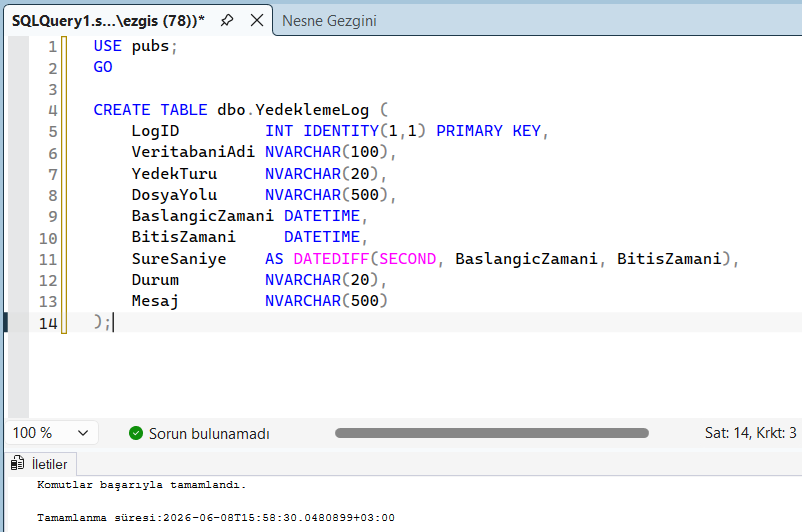 SQLQuery1.s...\ezgis (78))* Nesne Gezgini
1 USE pubs;
2 GO
3
4 CREATE TABLE dbo.YedeklemeLog (
5 LogID INT IDENTITY(1,1) PRIMARY KEY,
6 VeritabaniAdi NVARCHAR(100),
7 YedekTuru NVARCHAR(20),
8 DosyaYolu NVARCHAR(500),
9 BaslangicZamani DATETIME,
10 BitisZamani DATETIME,
11 SureSaniye AS DATEDIFF(SECOND, BaslangicZamani, BitisZamani),
12 Durum NVARCHAR(20),
13 Mesaj NVARCHAR(500)
14 );
100 % Sorun bulunamadı Sat: 14, Krkt: 3
İletiler
Komutlar başarıyla tamamlandı.
Tamamlanma süresi:2026-06-08T15:58:30.0480899+03:00